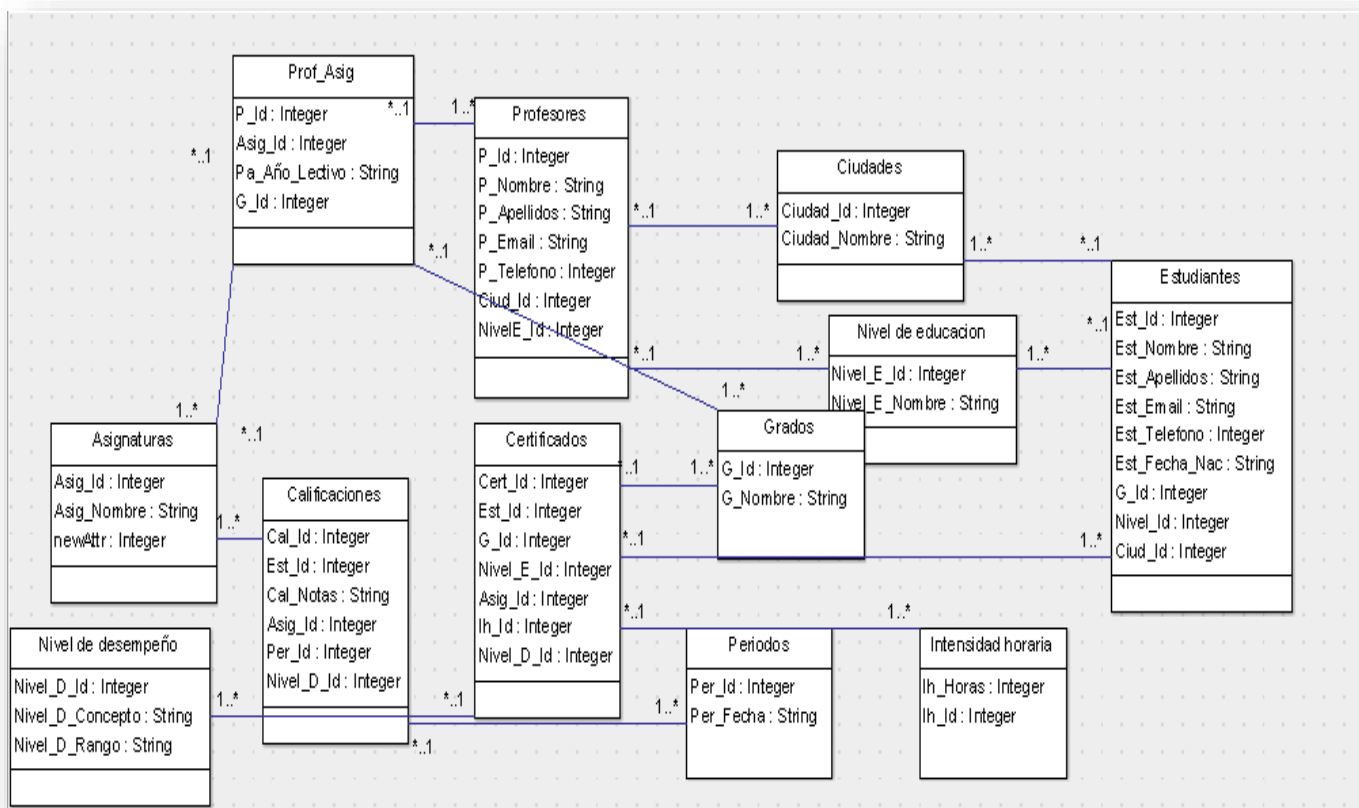 Prof_Asig
P_Id : Integer
Asig_Id : Integer
Pa_Año_Lectivo : String
G_Id : Integer
*..1
1..*
*..1
*..1
Profesores
P_Id : Integer
P_Nombre : String
P_Apellidos : String
P_Email : String
P_Telefono : Integer
Ciud_Id : Integer
NivelE_Id : Integer
*..1
1..*
*..1
1..*
1..*
Ciudades
Ciudad_Id : Integer
Ciudad_Nombre : String
1..*
*..1
Estudiantes
Est_Id : Integer
Est_Nombre : String
Est_Apellidos : String
Est_Email : String
Est_Telefono : Integer
Est_Fecha_Nac : String
G_Id : Integer
Nivel_Id : Integer
Ciud_Id : Integer
Nivel de educacion
Nivel_E_Id : Integer
Nivel_E_Nombre : String
1..*
*..1
1..*
*..1
Asignaturas
Asig_Id : Integer
Asig_Nombre : String
newAttr : Integer
1..*
Calificaciones
Cal_Id : Integer
Est_Id : Integer
Cal_Notas : String
Asig_Id : Integer
Per_Id : Integer
Nivel_D_Id : Integer
Certificados
Cert_Id : Integer
Est_Id : Integer
G_Id : Integer
Nivel_E_Id : Integer
Asig_Id : Integer
Ih_Id : Integer
Nivel_D_Id : Integer
*..1
1..*
*..1
1..*
*..1
1..*
Grados
G_Id : Integer
G_Nombre : String
Nivel de desempeño
Nivel_D_Id : Integer
Nivel_D_Concepto : String
Nivel_D_Rango : String
1..*
*..1
*..1
1..*
Periodos
Per_Id : Integer
Per_Fecha : String
Intensidad horaria
Ih_Horas : Integer
Ih_Id : Integer